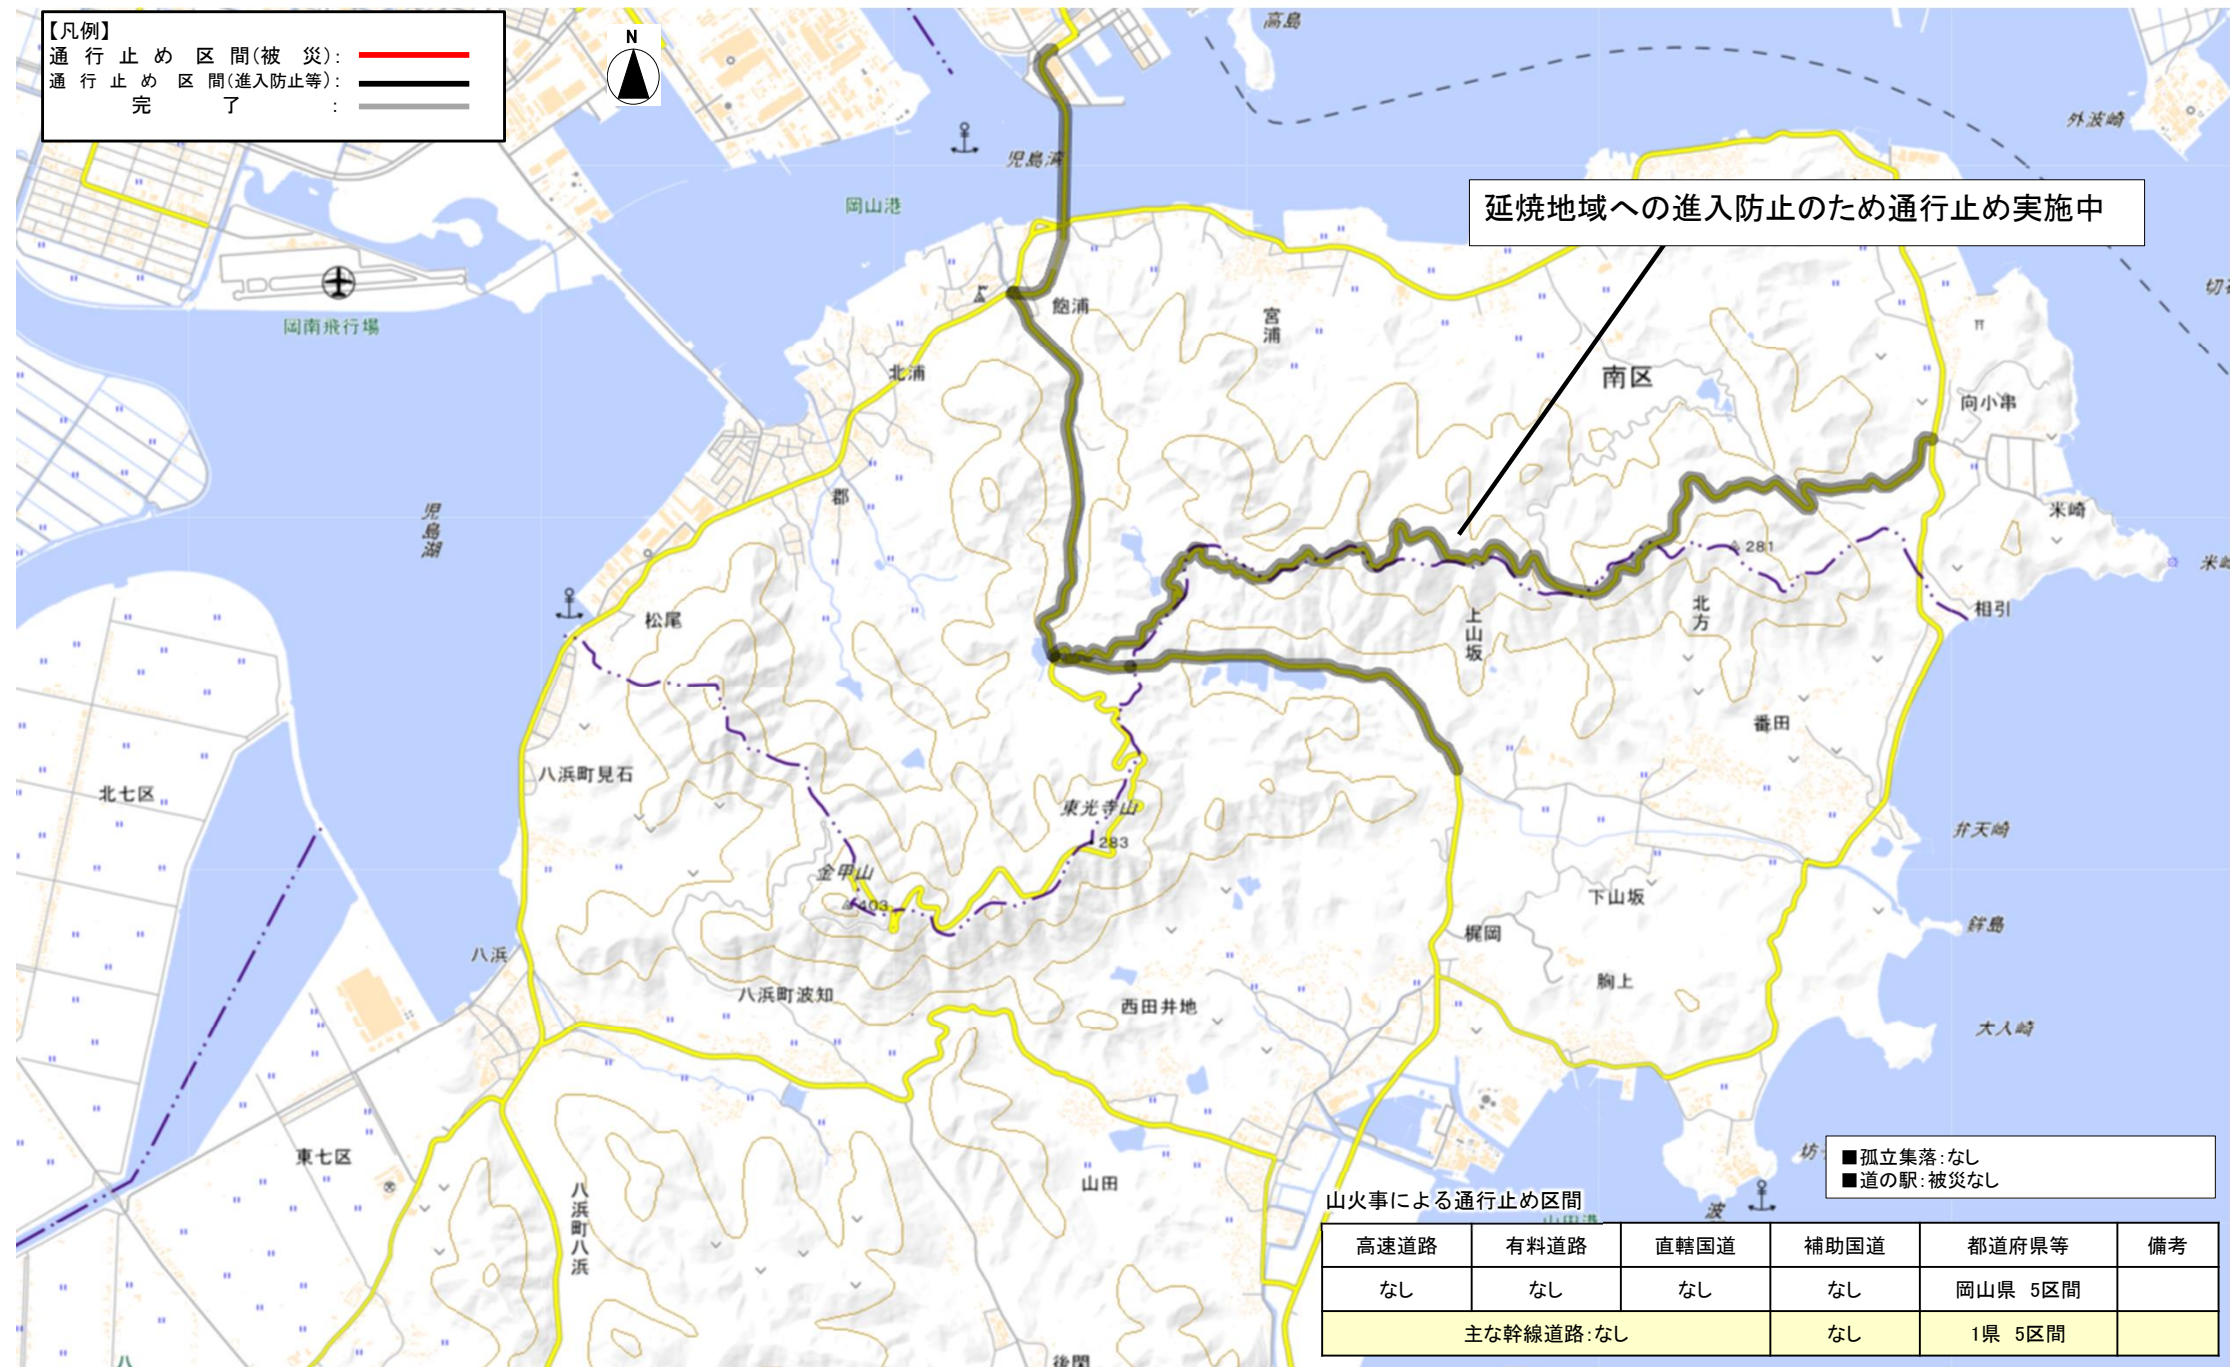 【凡例】
通行止め区間(被災):
通行止め区間(進入防止等):
完了:
N
高島
外波崎
児島湾
岡山港
延焼地域への進入防止のため通行止め実施中
岡南飛行場
飽浦
宮浦
北浦
南区
向小串
郡
児島湖
米崎
281
松尾
上山坂
北方
相引
番田
八浜町見石
北七区
東光寺山
283
弁天崎
金甲山
403
下山坂
鉾島
梶岡
八浜
胸上
八浜町波知
西田井地
大入崎
東七区
山田
八浜町八浜
■孤立集落:なし
■道の駅:被災なし
山火事による通行止め区間
高速道路 有料道路 直轄国道 補助国道 都道府県等 備考
なし なし なし なし 岡山県 5区間
主な幹線道路:なし なし 1県 5区間
後閑